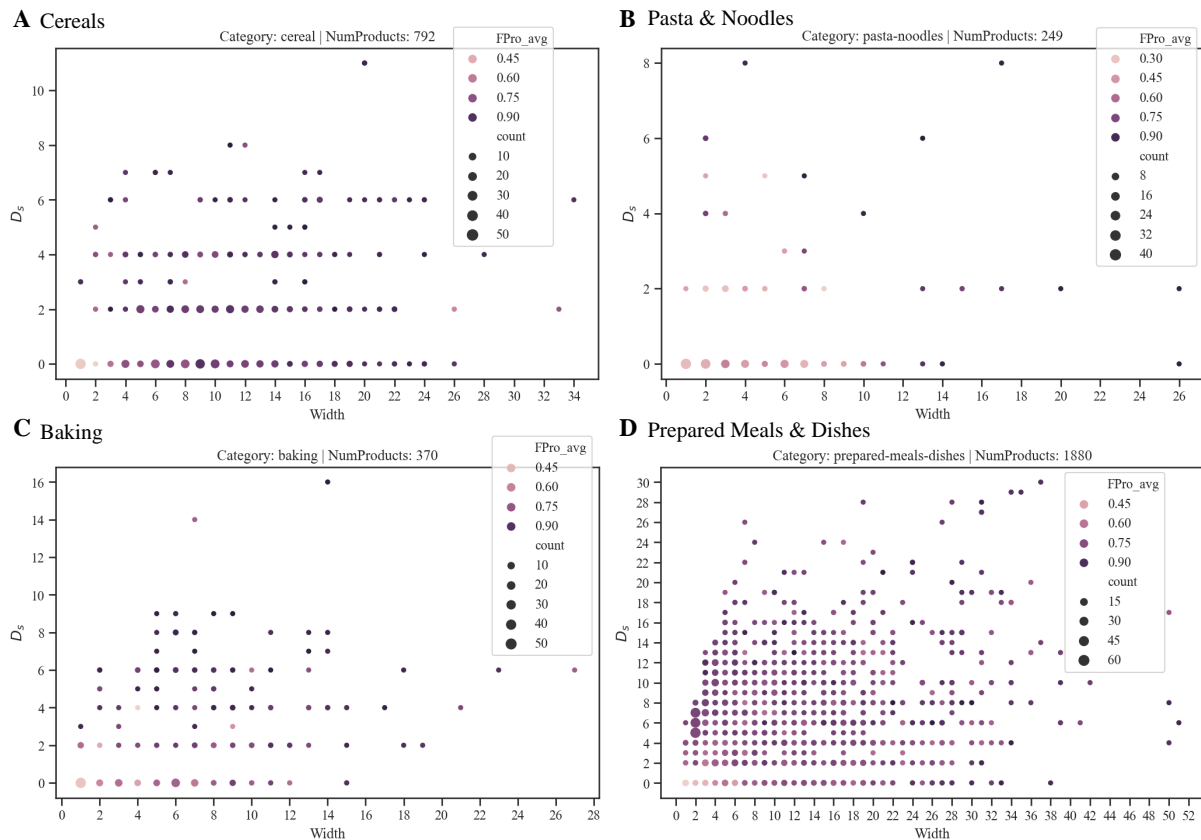 A Cereals
Category: cereal | NumProducts: 792
FPro_avg
0.45
0.60
0.75
0.90
count
10
20
30
40
50
10
8
6
4
2
0
D_s
0 2 4 6 8 10 12 14 16 18 20 22 24 26 28 30 32 34
Width
B Pasta & Noodles
Category: pasta-noodles | NumProducts: 249
FPro_avg
0.30
0.45
0.60
0.75
0.90
count
8
16
24
32
40
8
6
4
2
0
D_s
0 2 4 6 8 10 12 14 16 18 20 22 24 26
Width
C Baking
Category: baking | NumProducts: 370
FPro_avg
0.45
0.60
0.75
0.90
count
10
20
30
40
50
16
14
12
10
8
6
4
2
0
D_s
0 2 4 6 8 10 12 14 16 18 20 22 24 26 28
Width
D Prepared Meals & Dishes
Category: prepared-meals-dishes | NumProducts: 1880
FPro_avg
0.45
0.60
0.75
0.90
count
15
30
45
60
30
28
26
24
22
20
18
16
14
12
10
8
6
4
2
0
D_s
0 2 4 6 8 10 12 14 16 18 20 22 24 26 28 30 32 34 36 38 40 42 44 46 48 50 52
Width